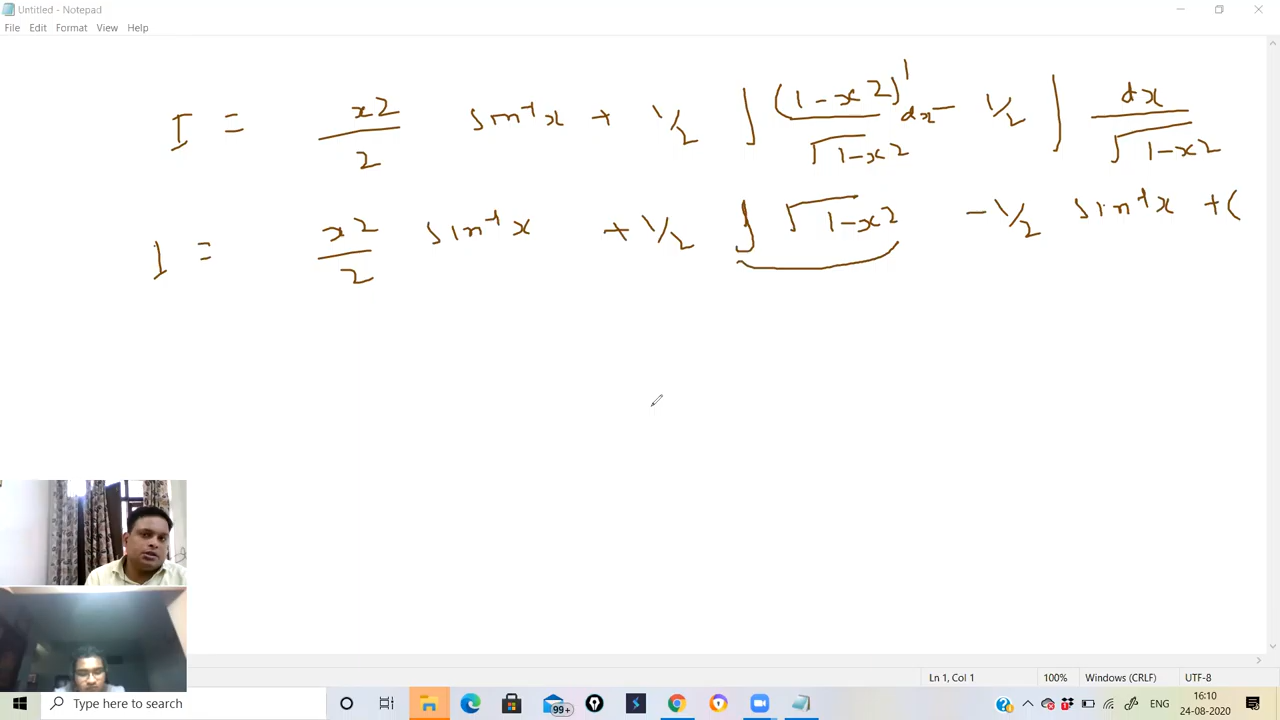 Untitled - Notepad
File Edit Format View Help
I = x2/2 sin⁻¹x + 1/2 ∫ (1-x2)¹/√1-x2 dx - 1/2 ∫ dx/√1-x2
I = x2/2 sin⁻¹x + 1/2 ∫ √1-x2 - 1/2 sin⁻¹x + C
Ln 1, Col 1 100% Windows (CRLF) UTF-8
Type here to search 99+ ENG 16:10
24-08-2020